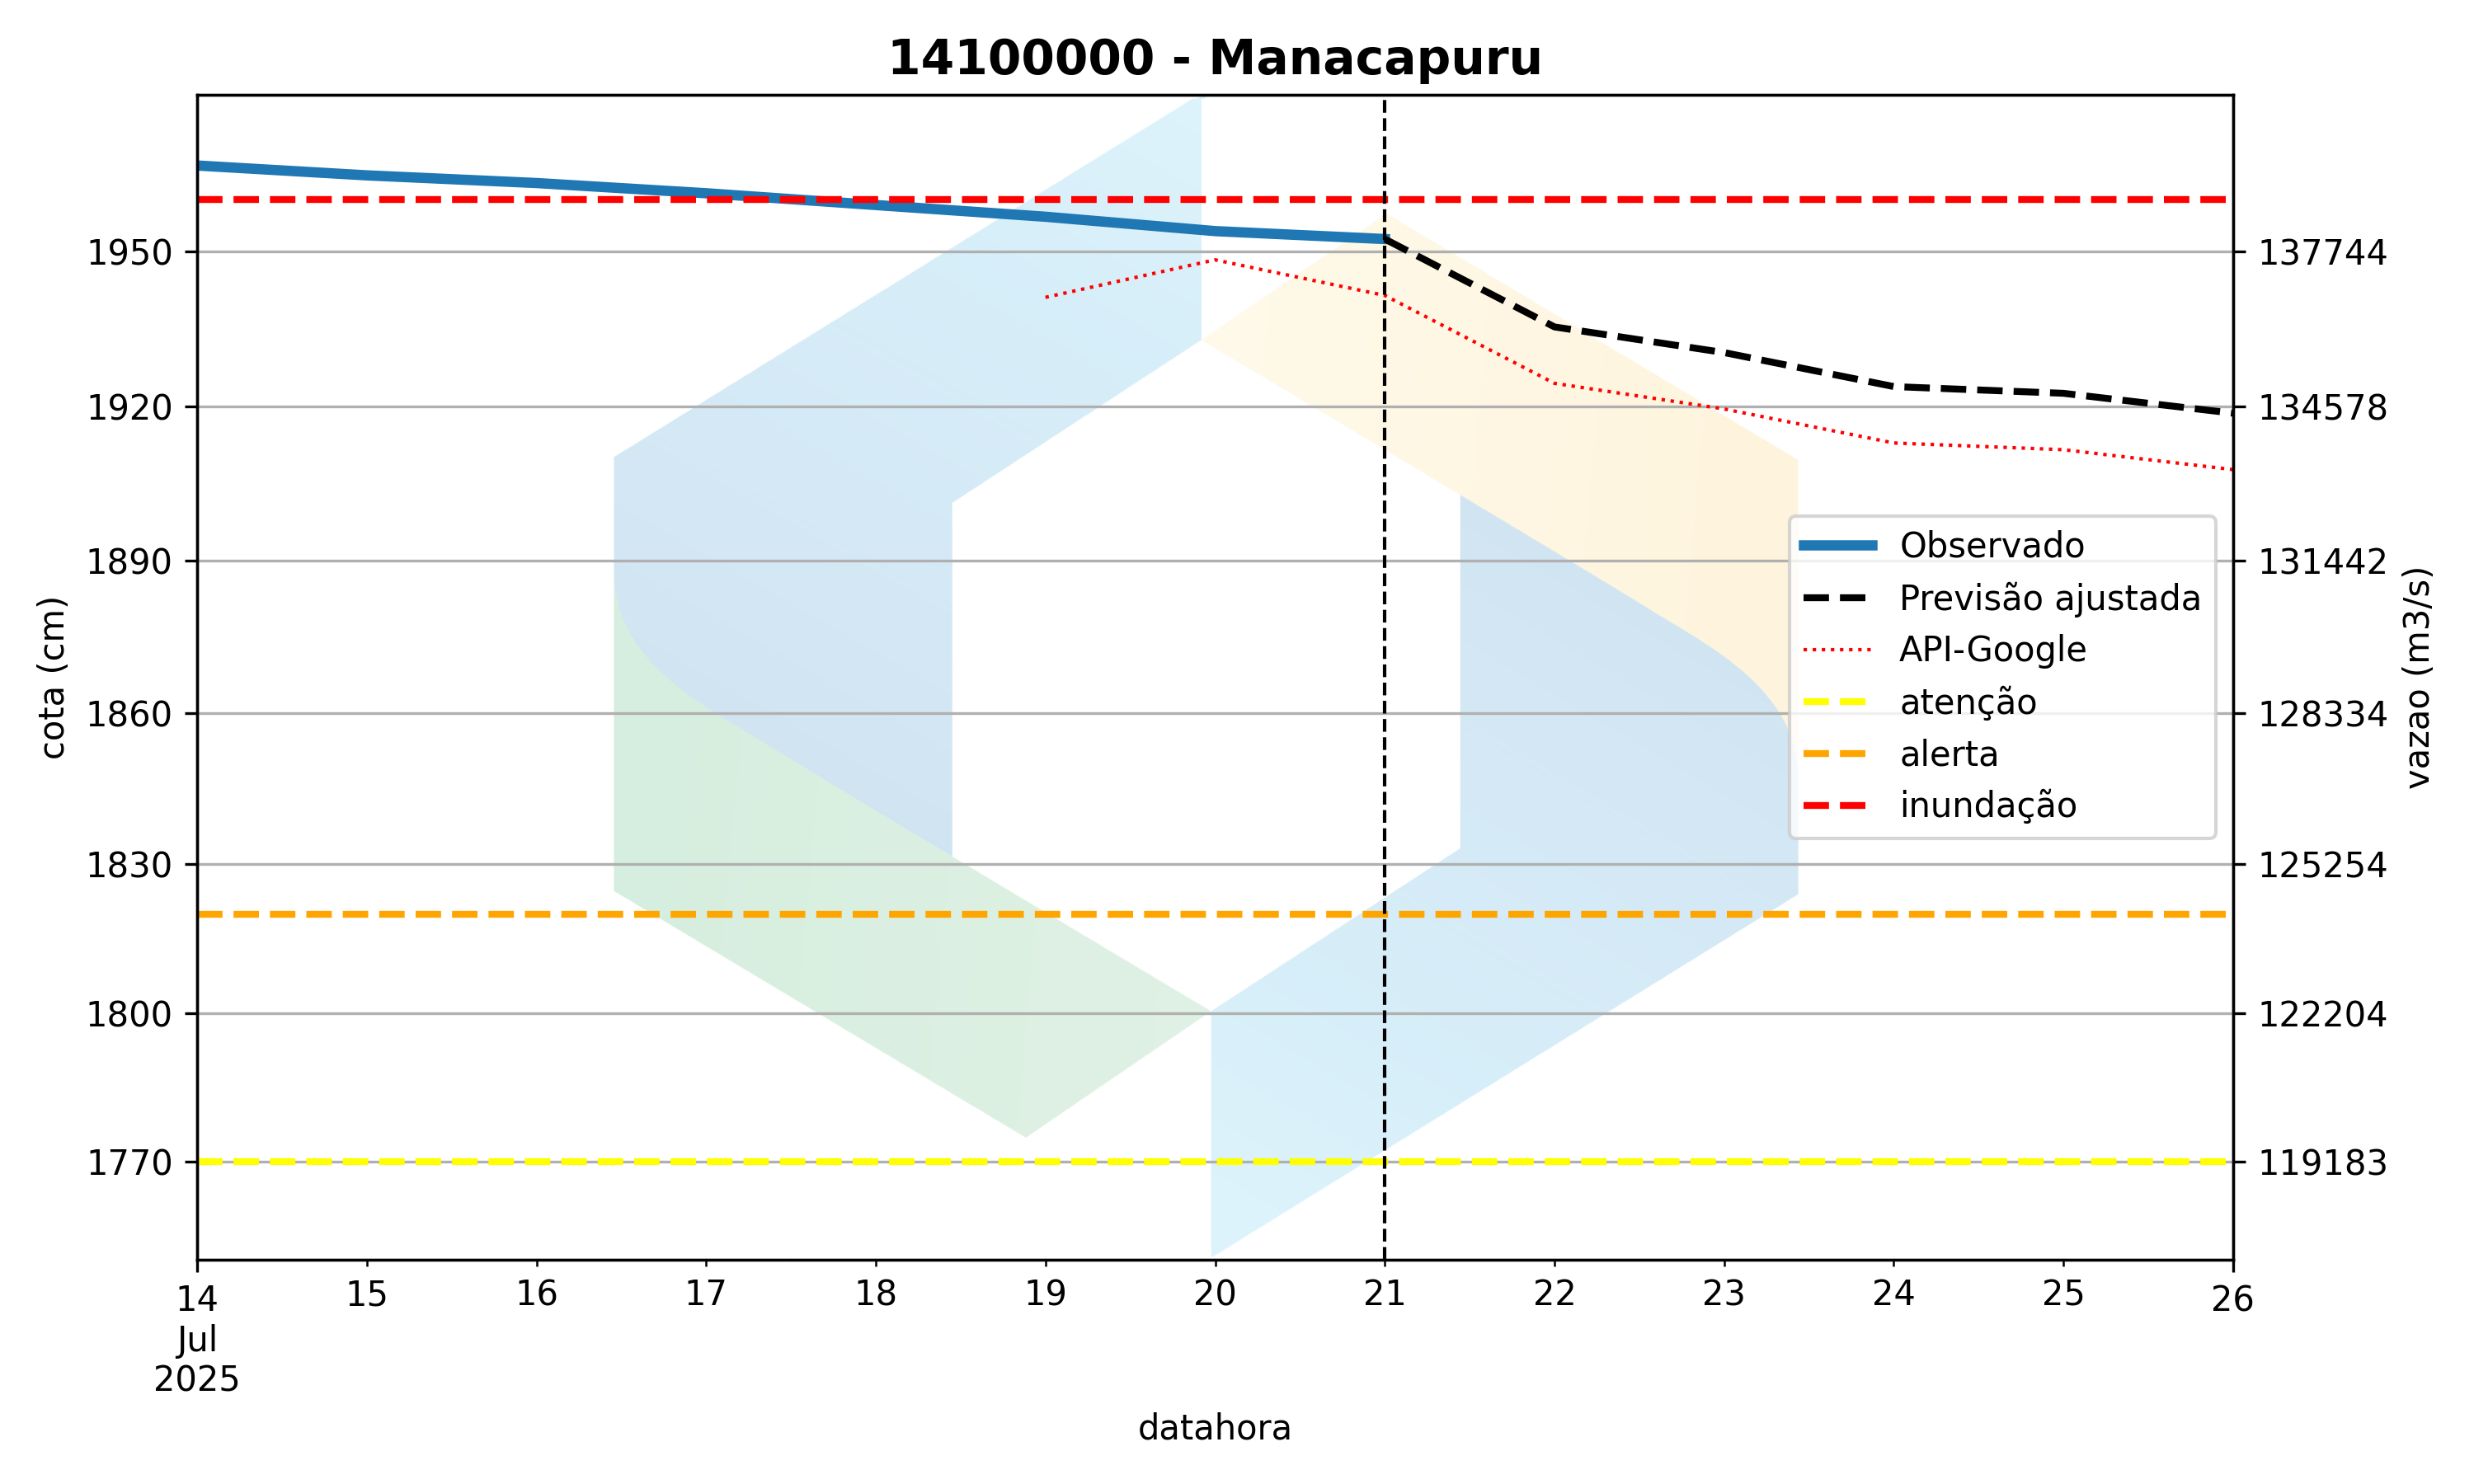 14100000 - Manacapuru
cota (cm)
1950
1920
1890
1860
1830
1800
1770
137744
134578
131442
128334
125254
122204
119183
vazao (m3/s)
Observado
Previsão ajustada
API-Google
atenção
alerta
inundação
14 15 16 17 18 19 20 21 22 23 24 25 26
Jul
2025
datahora